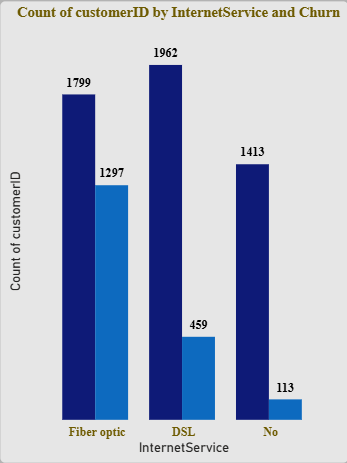 Count of customerID by InternetService and Churn
1962
1799
1413
1297
459
113
Count of customerID
Fiber optic DSL No
InternetService